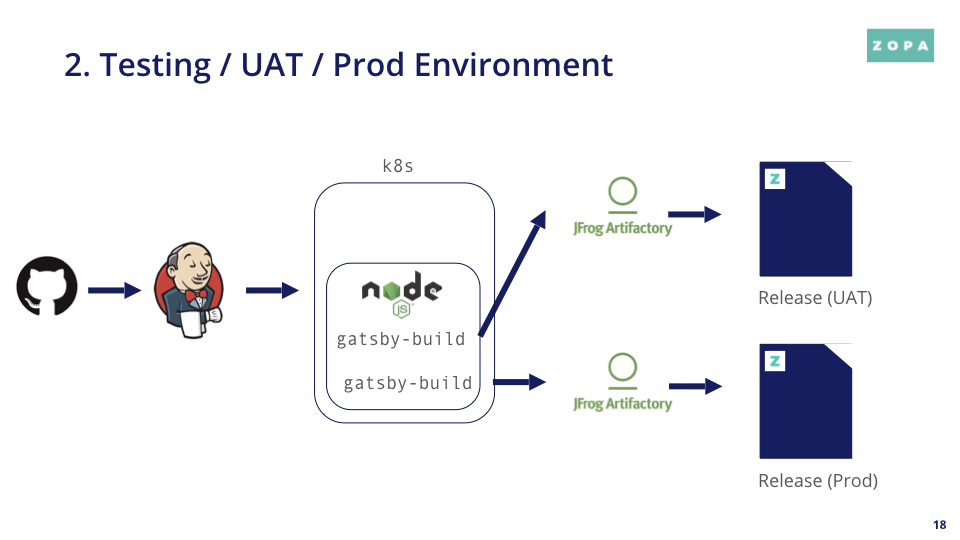 2. Testing / UAT / Prod Environment
ZOPA
k8s
node
JS
gatsby-build
gatsby-build
JFrog Artifactory
JFrog Artifactory
Z
Release (UAT)
Z
Release (Prod)
18